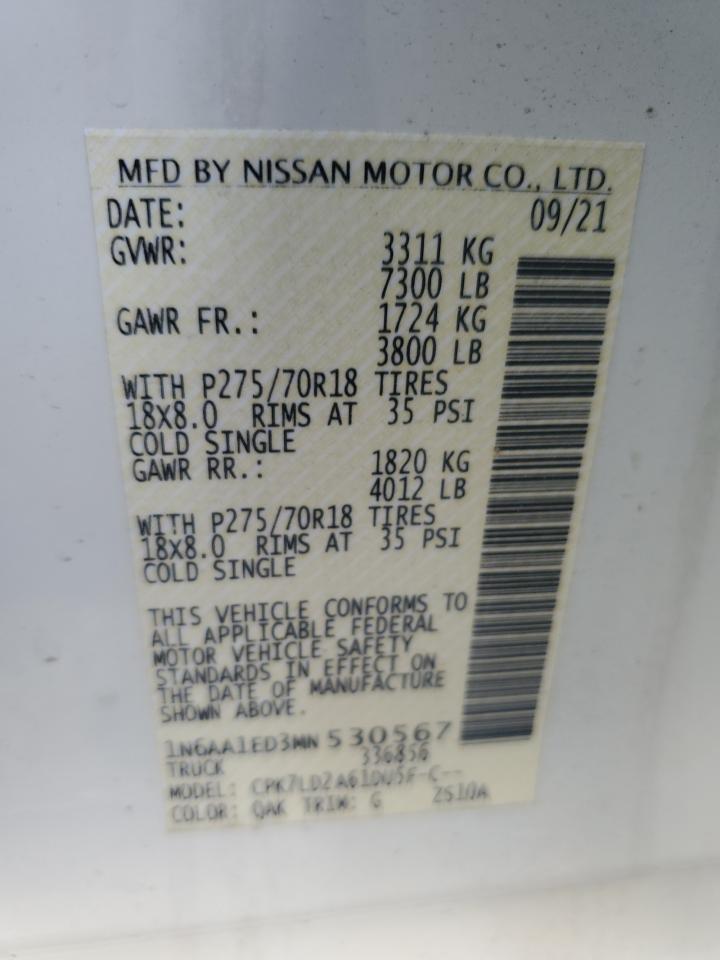 MFD BY NISSAN MOTOR CO., LTD.
DATE: 09/21
GVWR: 3311 KG
7300 LB
GAWR FR.: 1724 KG
3800 LB
WITH P275/70R18 TIRES
18X8.0 RIMS AT 35 PSI
COLD SINGLE
GAWR RR.: 1820 KG
4012 LB
WITH P275/70R18 TIRES
18X8.0 RIMS AT 35 PSI
COLD SINGLE
THIS VEHICLE CONFORMS TO
ALL APPLICABLE FEDERAL
MOTOR VEHICLE SAFETY
STANDARDS IN EFFECT ON
THE DATE OF MANUFACTURE
SHOWN ABOVE.
1N6AA1ED3MN530567
TRUCK 336856
MODEL:
COLOR: QAK TRIM: G 2510A